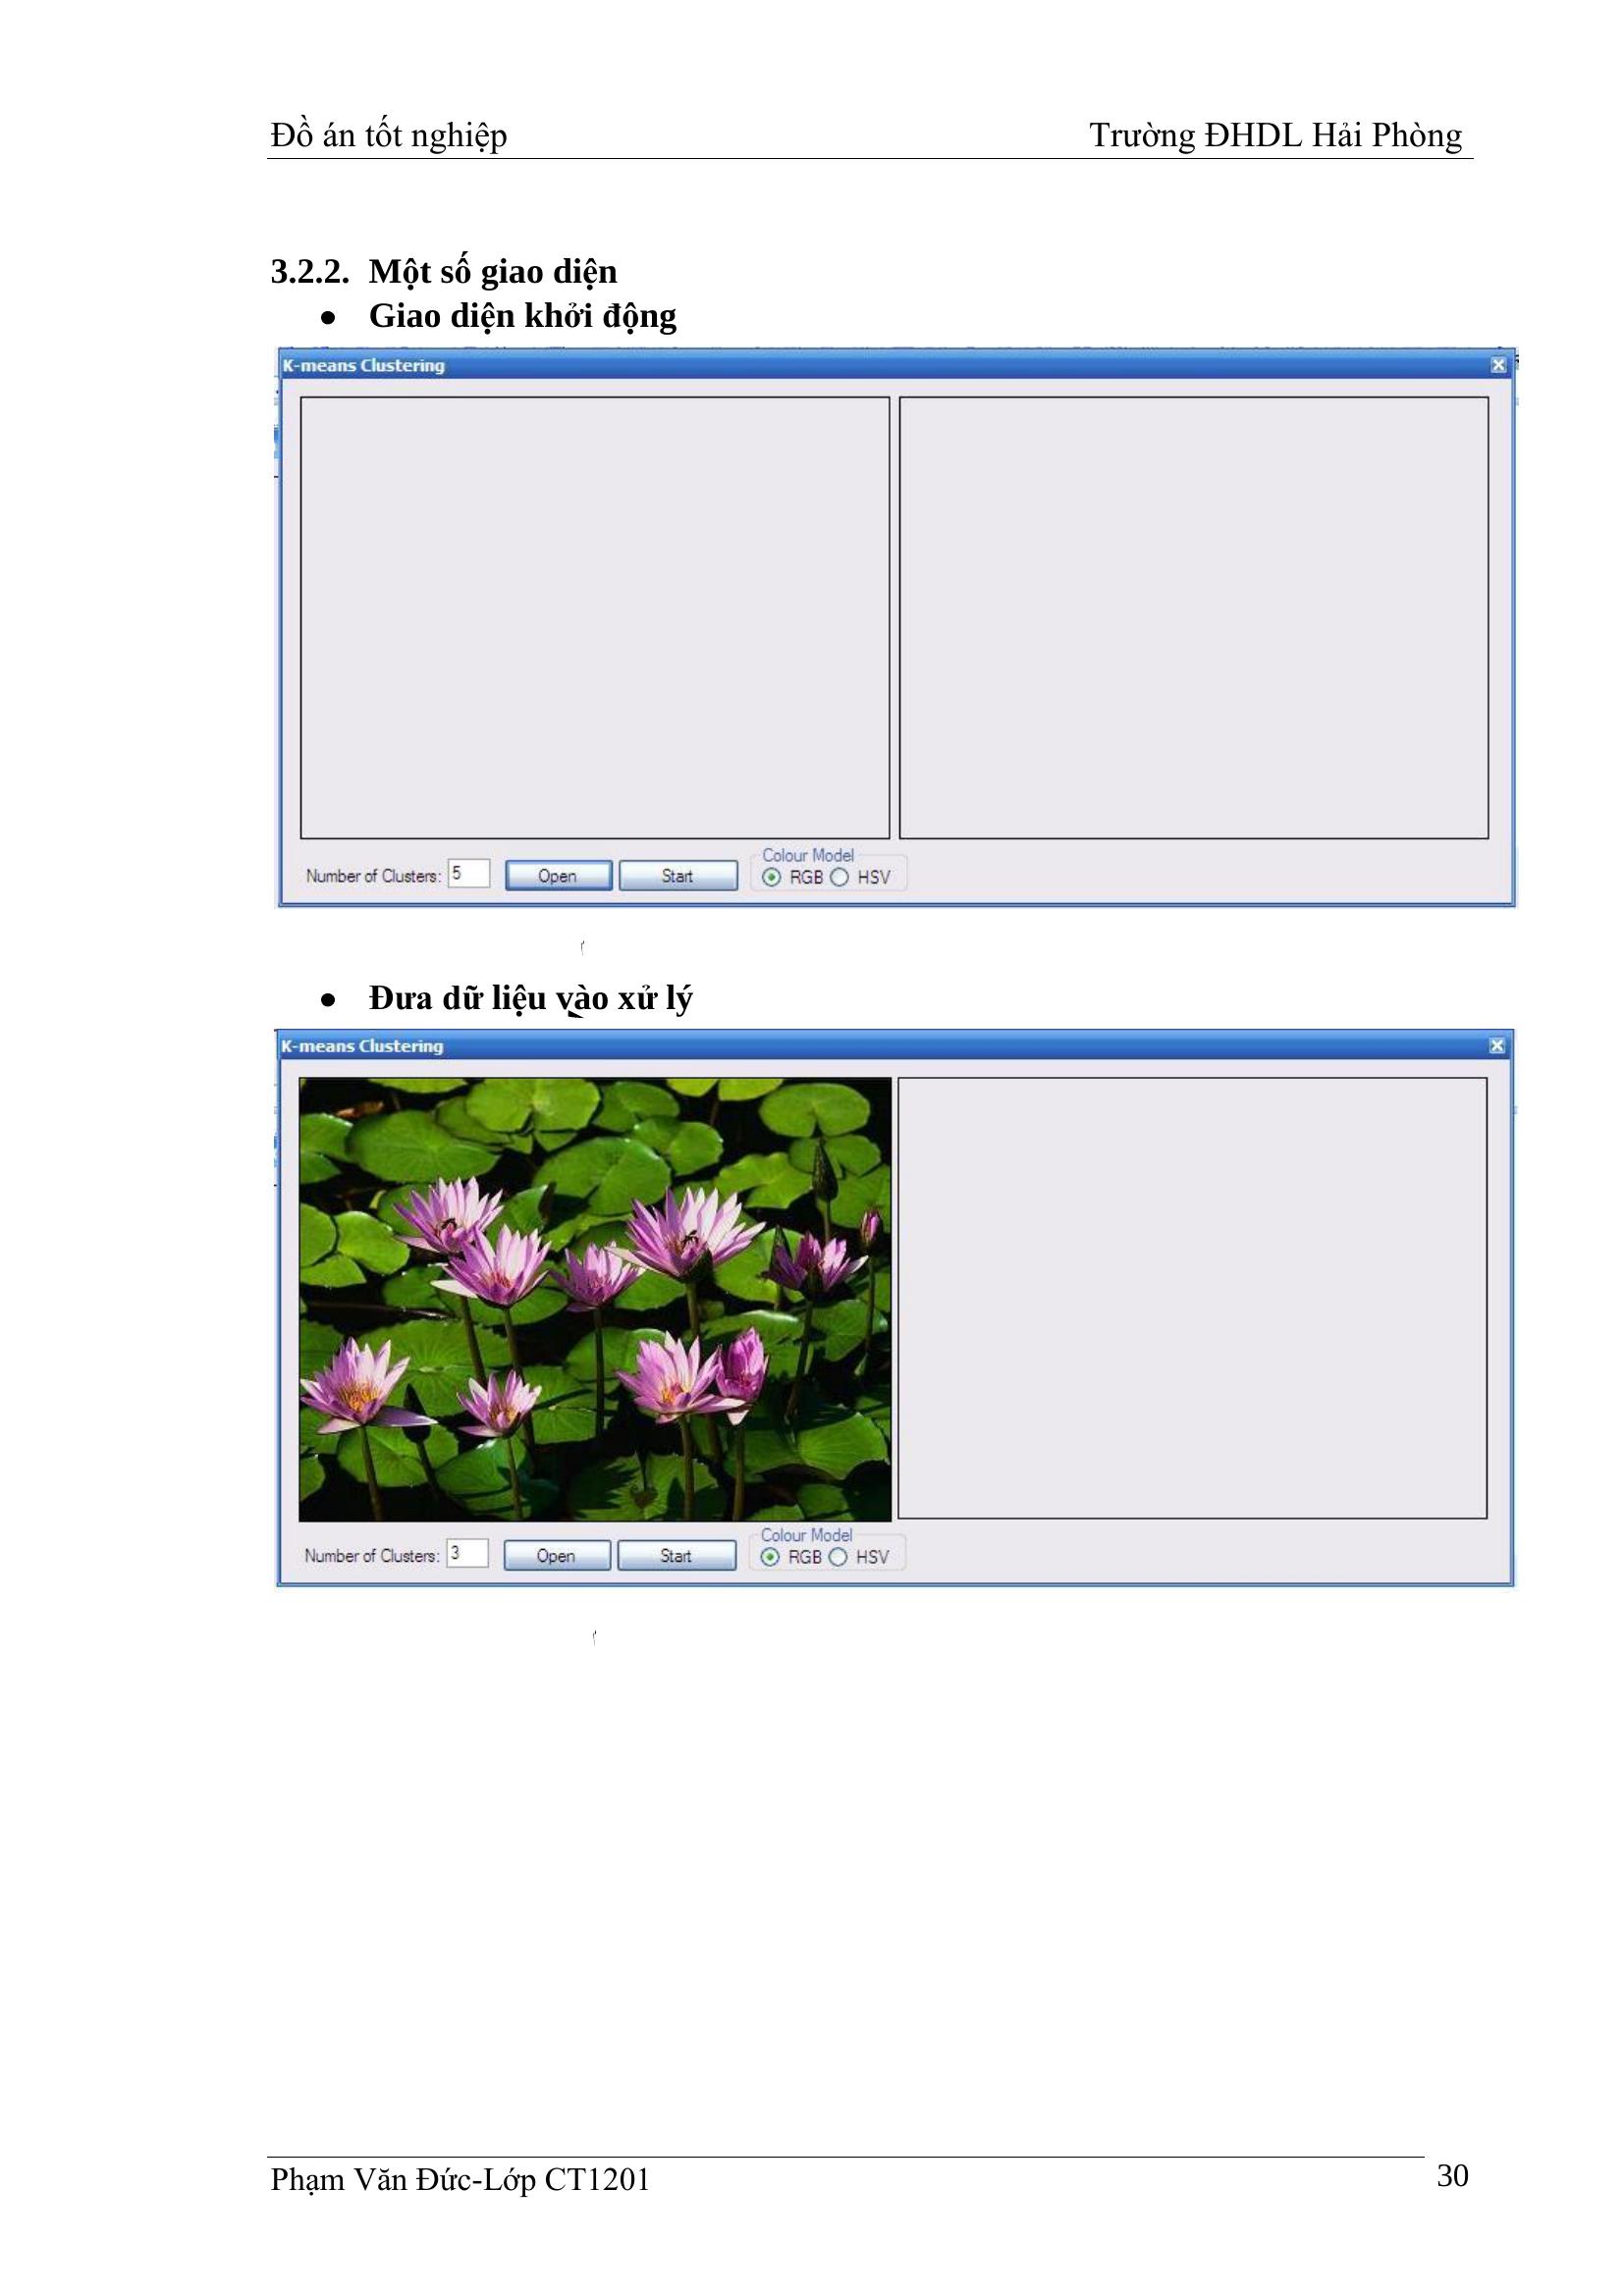 Đồ án tốt nghiệp Trường ĐHDL Hải Phòng
3.2.2. Một số giao diện
● Giao diện khởi động
K-means Clustering
Number of Clusters: 5 Open Start Colour Model RGB HSV
● Đưa dữ liệu vào xử lý
K-means Clustering
Number of Clusters: 3 Open Start Colour Model RGB HSV
Phạm Văn Đức-Lớp CT1201 30